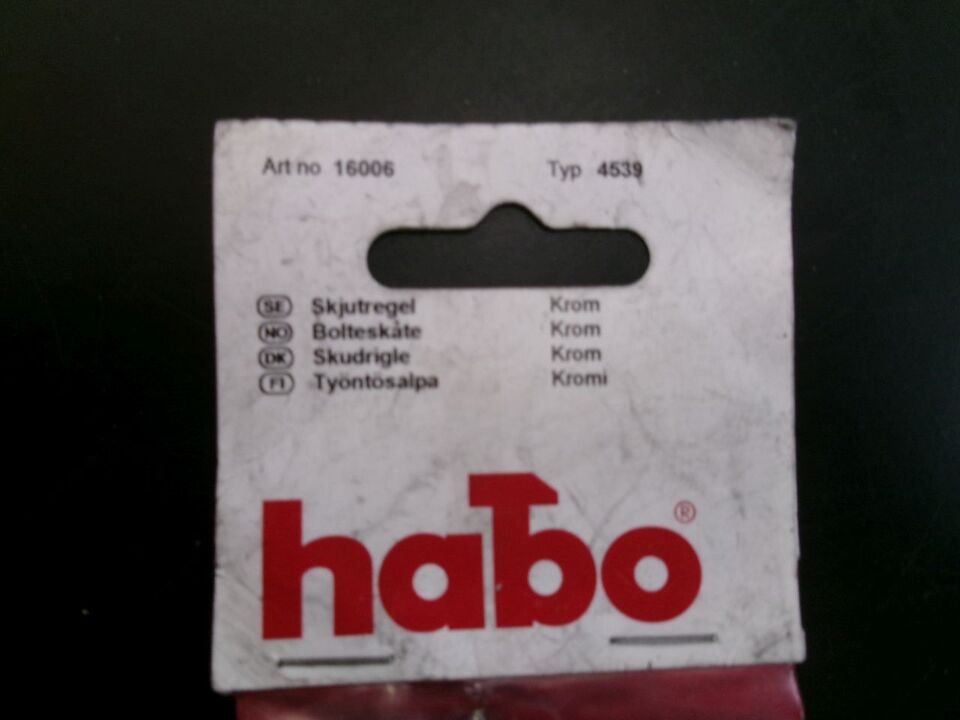 Art no 16006 Typ 4539
SE Skjutregel Krom
NO Bolteskåte Krom
DK Skudrigle Krom
FI Työntösalpa Kromi
habo ®